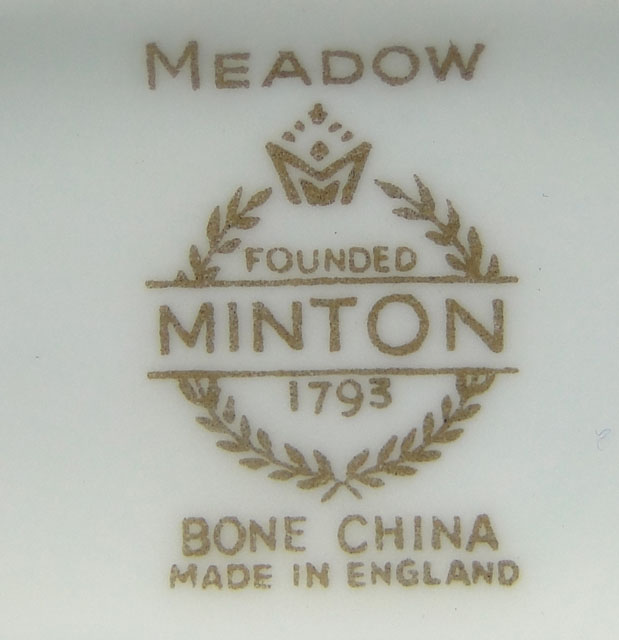 MEADOW
FOUNDED
MINTON
1793
BONE CHINA
MADE IN ENGLAND